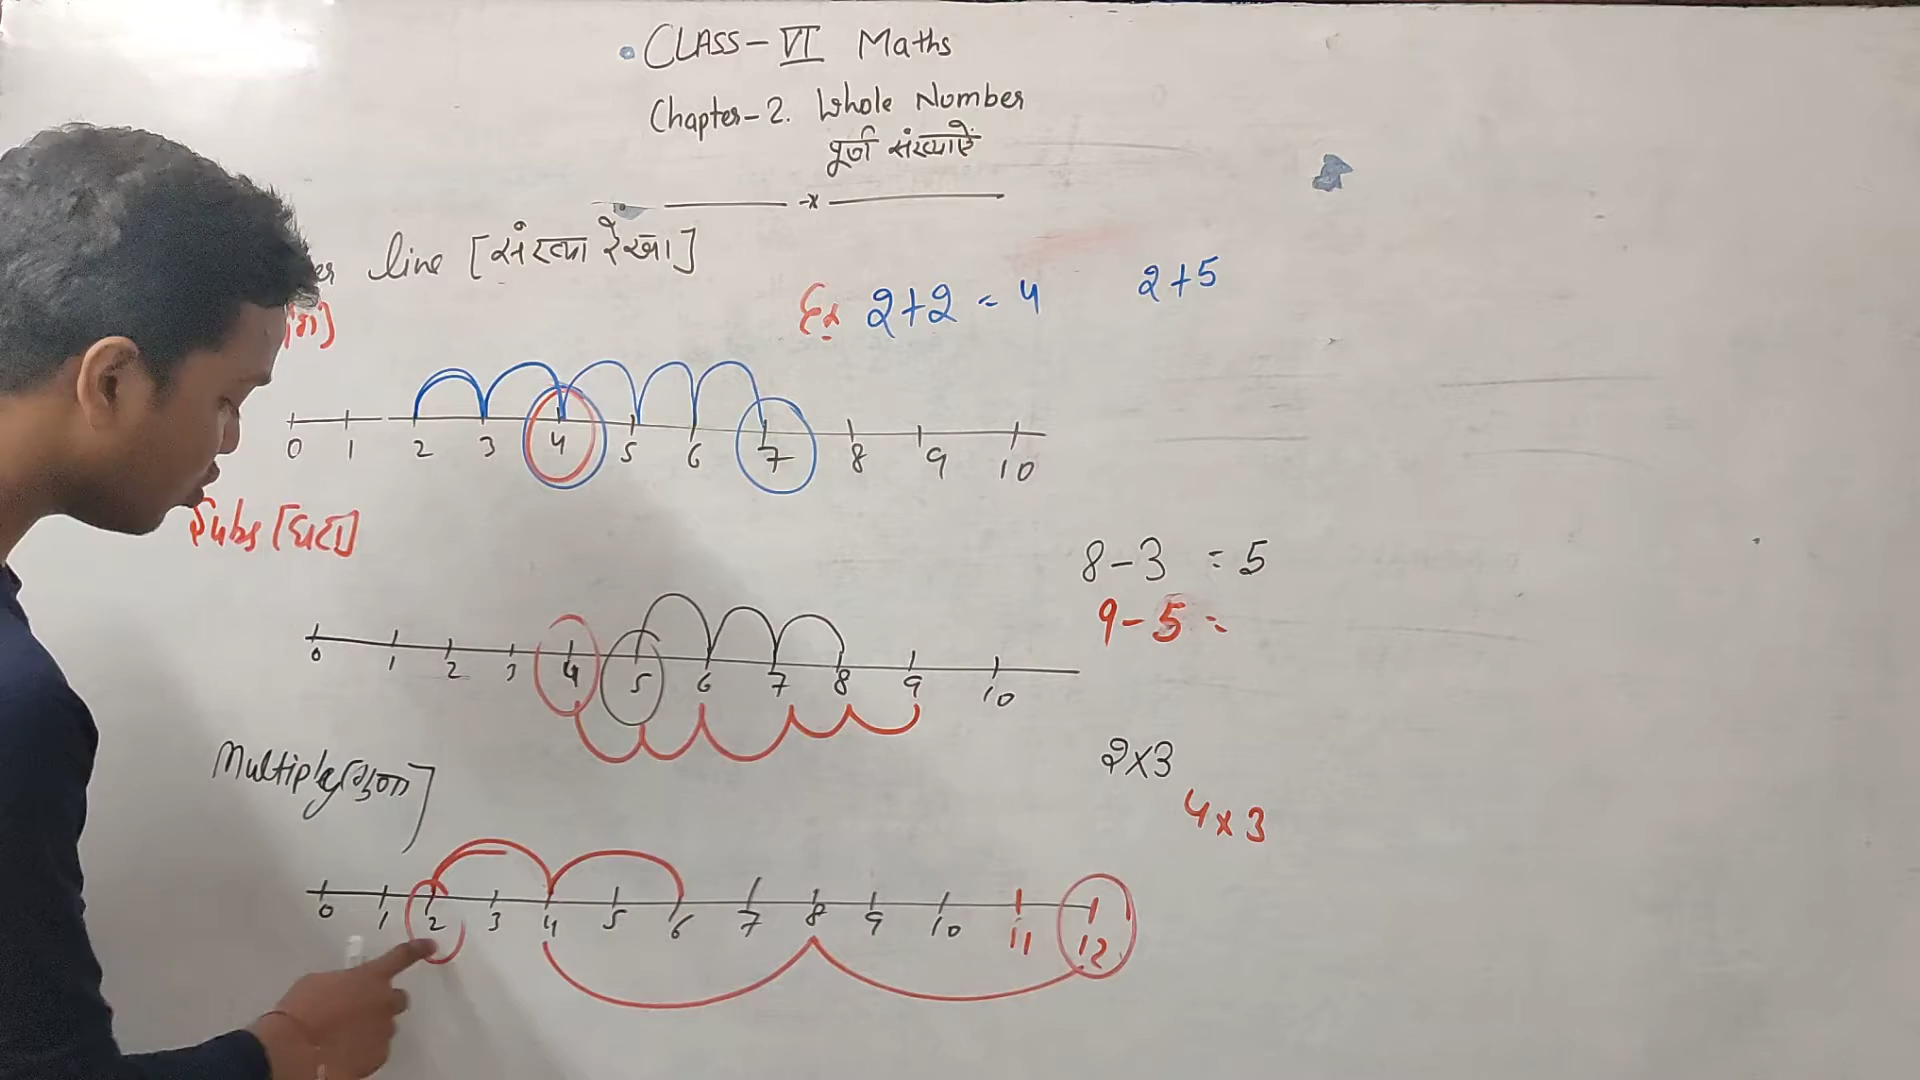 CLASS-VI Maths
Chapter-2. Whole Number
पूर्ण संख्याऐं
line [संख्या रेखा]
Ex 2+2 = 4 2+5
0 1 2 3 4 5 6 7 8 9 10
Subs [घटा]
8-3 = 5
9-5 =
0 1 2 3 4 5 6 7 8 9 10
Multiply[गुणा]
2x3
4x3
0 1 2 3 4 5 6 7 8 9 10 11 12